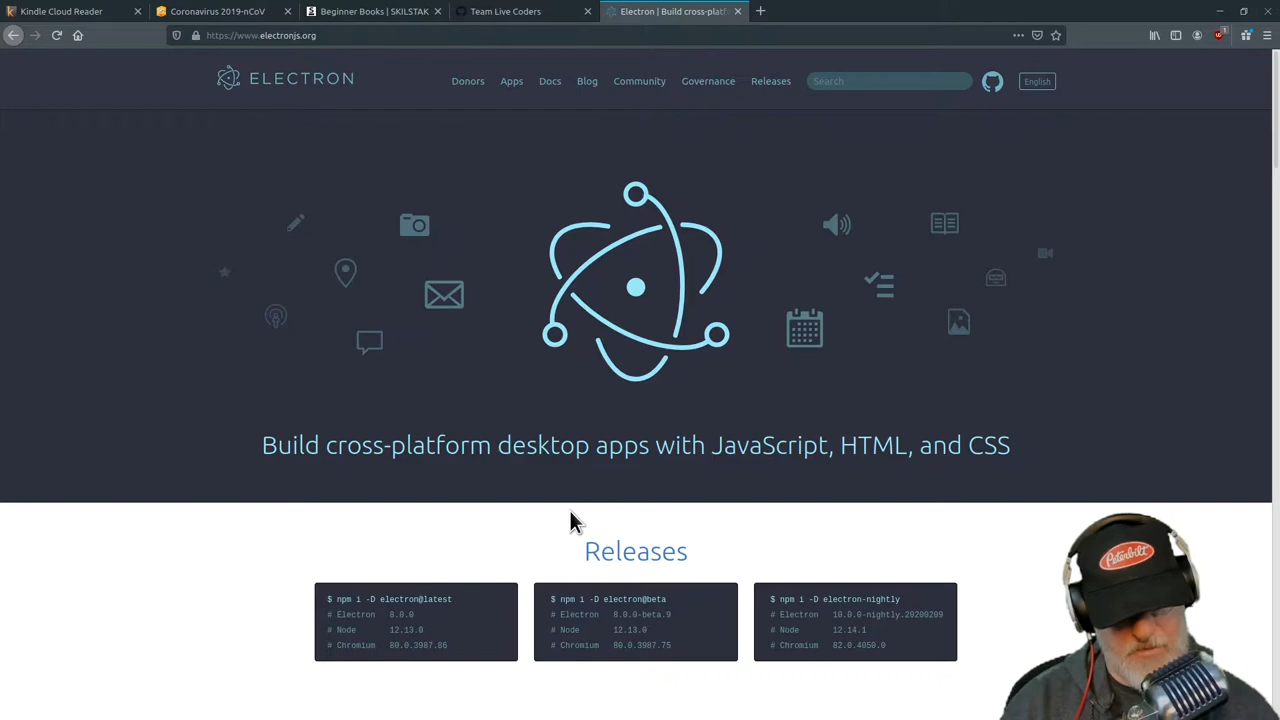 Kindle Cloud Reader
Coronavirus 2019-nCoV
Beginner Books | SKILSTAK
Team Live Coders
Electron | Build cross-platf
https://www.electronjs.org
ELECTRON
Donors
Apps
Docs
Blog
Community
Governance
Releases
Search
English
Build cross-platform desktop apps with JavaScript, HTML, and CSS
Releases
$ npm i -D electron@latest
# Electron 8.0.0
# Node 12.13.0
# Chromium 80.0.3987.86
$ npm i -D electron@beta
# Electron 8.0.0-beta.9
# Node 12.13.0
# Chromium 80.0.3987.75
$ npm i -D electron-nightly
# Electron 10.0.0-nightly.20200209
# Node 12.14.1
# Chromium 82.0.4050.0
Peterbilt